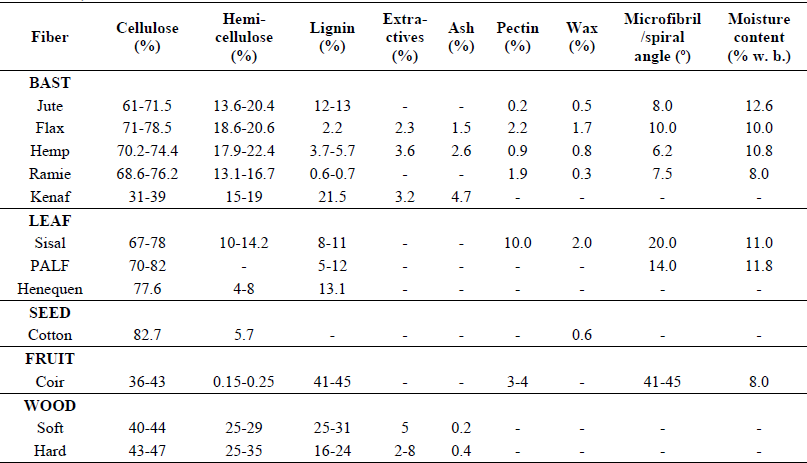 Fiber Cellulose (%) Hemi-cellulose (%) Lignin (%) Extra-ctives (%) Ash (%) Pectin (%) Wax (%) Microfibril /spiral angle (º) Moisture content (% w. b.)
BAST
Jute 61-71.5 13.6-20.4 12-13 - - 0.2 0.5 8.0 12.6
Flax 71-78.5 18.6-20.6 2.2 2.3 1.5 2.2 1.7 10.0 10.0
Hemp 70.2-74.4 17.9-22.4 3.7-5.7 3.6 2.6 0.9 0.8 6.2 10.8
Ramie 68.6-76.2 13.1-16.7 0.6-0.7 - - 1.9 0.3 7.5 8.0
Kenaf 31-39 15-19 21.5 3.2 4.7 - - - -
LEAF
Sisal 67-78 10-14.2 8-11 - - 10.0 2.0 20.0 11.0
PALF 70-82 - 5-12 - - - - 14.0 11.8
Henequen 77.6 4-8 13.1 - - - - - -
SEED
Cotton 82.7 5.7 - - - - 0.6 - -
FRUIT
Coir 36-43 0.15-0.25 41-45 - - 3-4 - 41-45 8.0
WOOD
Soft 40-44 25-29 25-31 5 0.2 - - - -
Hard 43-47 25-35 16-24 2-8 0.4 - - - -